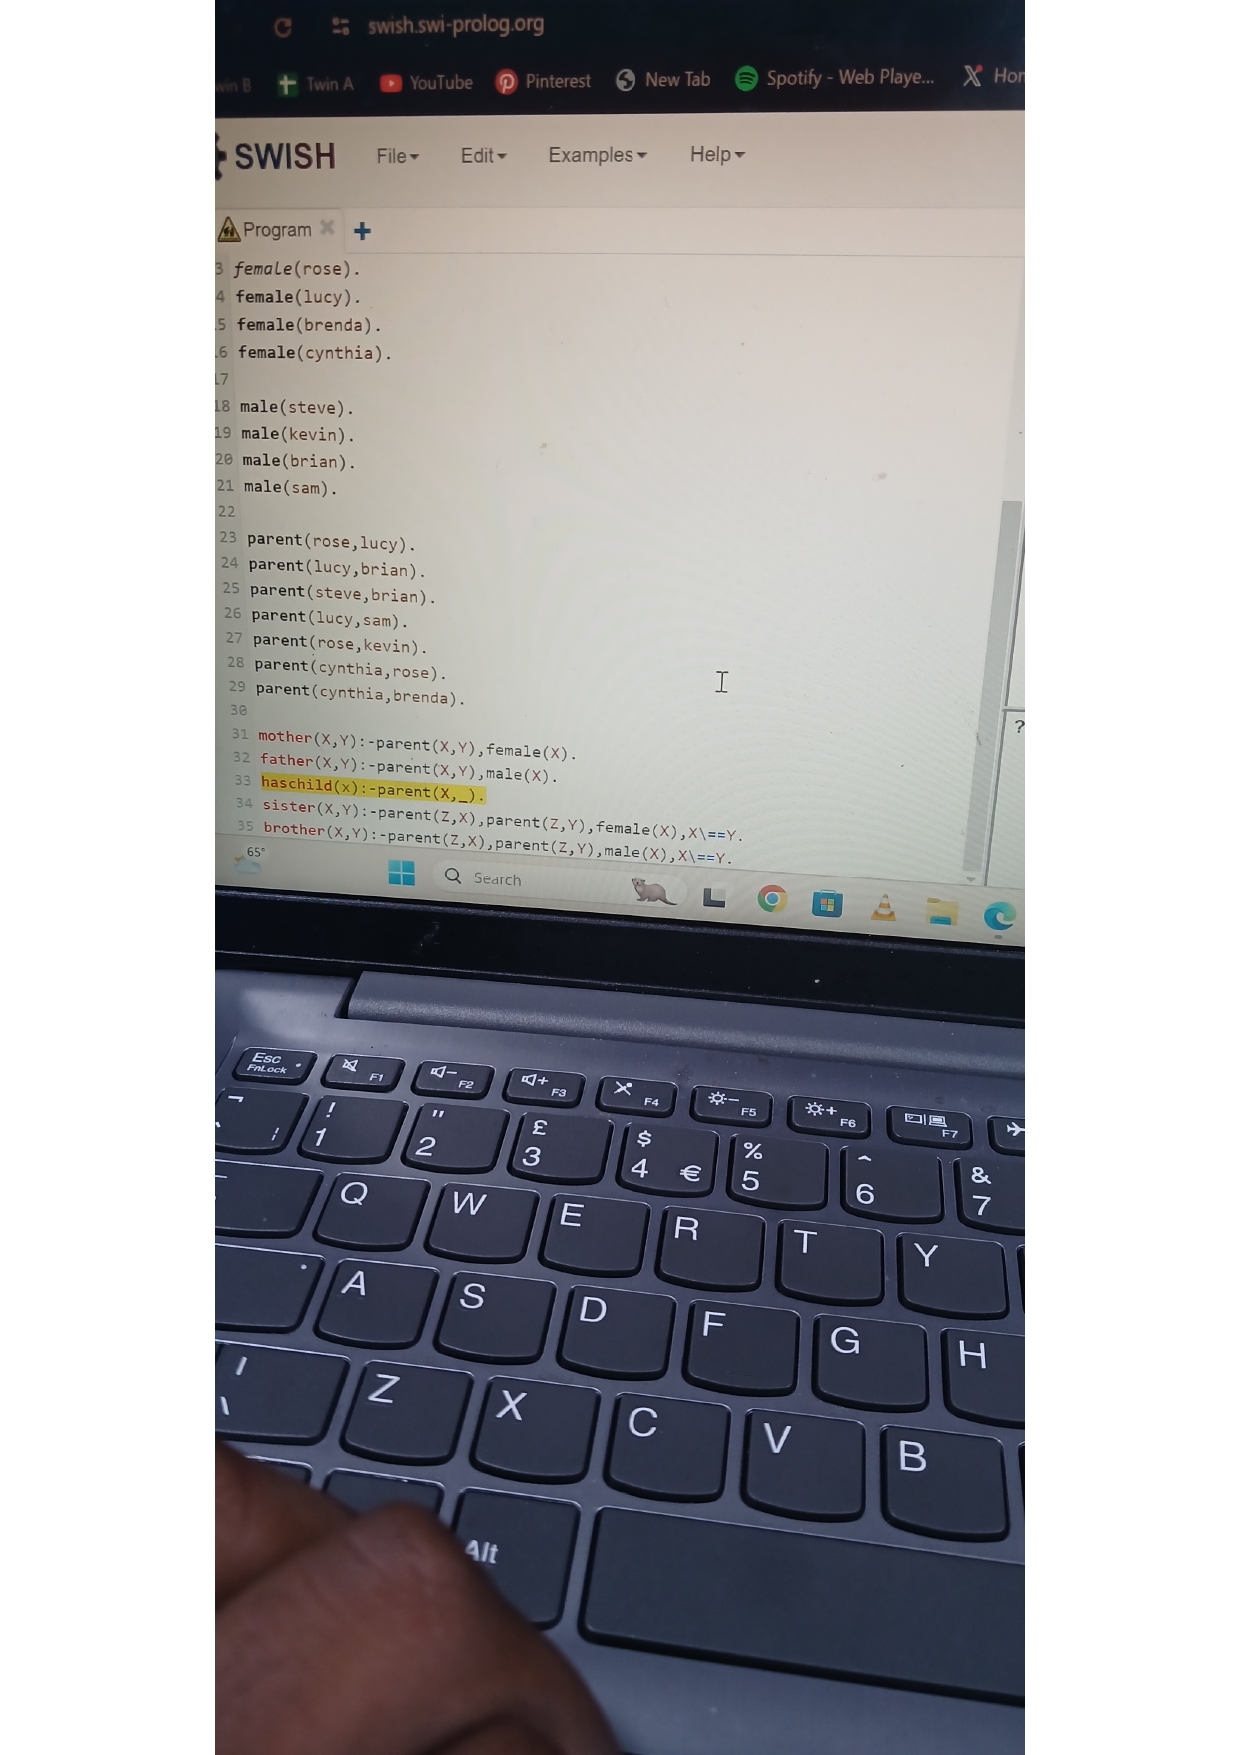 swish.swi-prolog.org
Twin A YouTube Pinterest New Tab Spotify - Web Playe...
SWISH File Edit Examples Help
Program
3 female(rose).
4 female(lucy).
5 female(brenda).
6 female(cynthia).
17
18 male(steve).
19 male(kevin).
20 male(brian).
21 male(sam).
22
23 parent(rose,lucy).
24 parent(lucy,brian).
25 parent(steve,brian).
26 parent(lucy,sam).
27 parent(rose,kevin).
28 parent(cynthia,rose).
29 parent(cynthia,brenda).
30
31 mother(X,Y):-parent(X,Y),female(X).
32 father(X,Y):-parent(X,Y),male(X).
33 haschild(x):-parent(X,_).
34 sister(X,Y):-parent(Z,X),parent(Z,Y),female(X),X\==Y.
35 brother(X,Y):-parent(Z,X),parent(Z,Y),male(X),X\==Y.
?
65°
Search
Esc FnLock F1 F2 F3 F4 F5 F6 F7
! 1 " 2 £ 3 $ 4 € % 5 ^ 6 & 7
Q W E R T Y
A S D F G H
\ Z X C V B
Alt